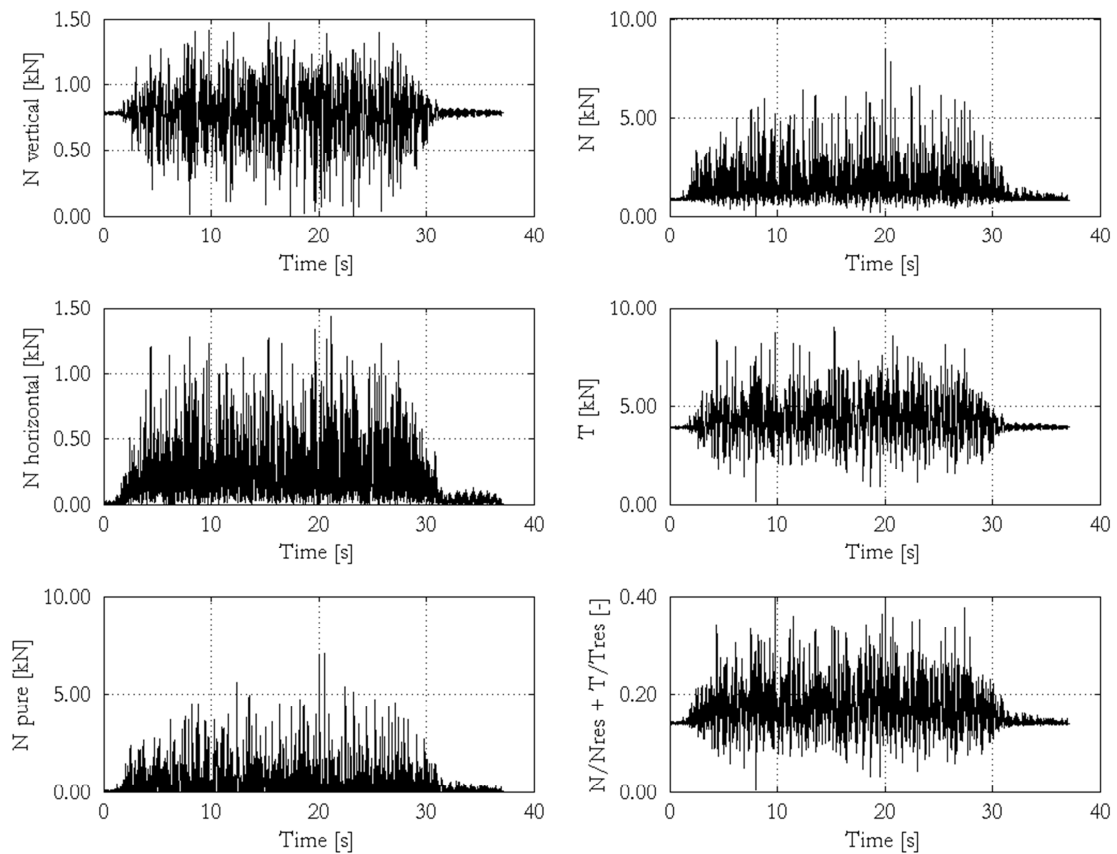 1.50
1.00
0.50
0.00
N vertical [kN]
0 10 20 30 40
Time [s]
10.00
5.00
0.00
N [kN]
0 10 20 30 40
Time [s]
1.50
1.00
0.50
0.00
N horizontal [kN]
0 10 20 30 40
Time [s]
10.00
5.00
0.00
T [kN]
0 10 20 30 40
Time [s]
10.00
5.00
0.00
N pure [kN]
0 10 20 30 40
Time [s]
0.40
0.20
0.00
N/Nres + T/Tres [-]
0 10 20 30 40
Time [s]